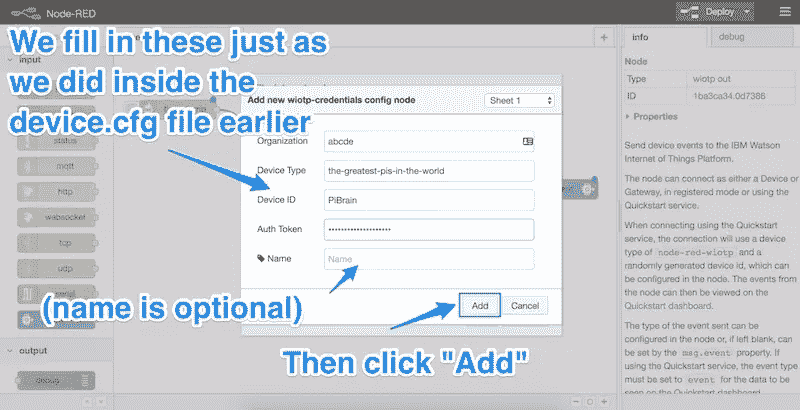 Node-RED
Deploy
We fill in these just as
we did inside the
device.cfg file earlier
input
status
mqtt
http
websocket
tcp
udp
output
debug
Add new wiotp-credentials config node
Sheet 1
Organization
abcde
Device Type
the-greatest-pis-in-the-world
Device ID
PiBrain
Auth Token
••••••••••••••••••••
Name
Name
Add
Cancel
(name is optional)
Then click "Add"
info
debug
Node
Type
wiotp out
ID
1ba3ca34.0d7386
Properties
Send device events to the IBM Watson
Internet of Things Platform.
The node can connect as either a Device or
Gateway, in registered mode or using the
Quickstart service.
When connecting using the Quickstart
service, the connection will use a device
type of node-red-wiotp and a
randomly generated device id, which can
be configured in the node. The events from
the node can then be viewed on the
Quickstart dashboard.
The type of the event sent can be
configured in the node or, if left blank, can
be set by the msg.event property. If
using the Quickstart service, the event type
must be set to event for the data to be
seen on the Quickstart dashboard.